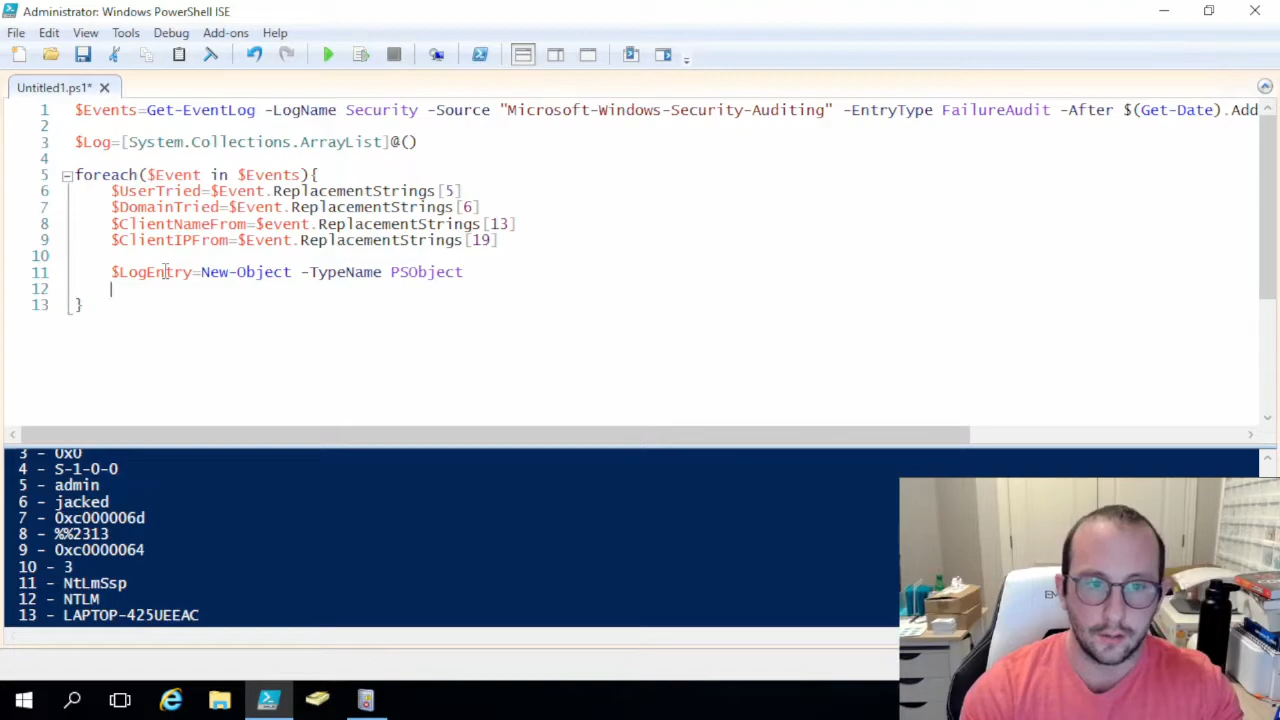 Administrator: Windows PowerShell ISE
File Edit View Tools Debug Add-ons Help
Untitled1.ps1*
1 $Events=Get-EventLog -LogName Security -Source "Microsoft-Windows-Security-Auditing" -EntryType FailureAudit -After $(Get-Date).Add
2
3 $Log=[System.Collections.ArrayList]@()
4
5 foreach($Event in $Events){
6 $UserTried=$Event.ReplacementStrings[5]
7 $DomainTried=$Event.ReplacementStrings[6]
8 $ClientNameFrom=$event.ReplacementStrings[13]
9 $ClientIPFrom=$Event.ReplacementStrings[19]
10
11 $LogEntry=New-Object -TypeName PSObject
12
13 }
3 - 0x0
4 - S-1-0-0
5 - admin
6 - jacked
7 - 0xc000006d
8 - %%2313
9 - 0xc0000064
10 - 3
11 - NtLmSsp
12 - NTLM
13 - LAPTOP-425UEEAC